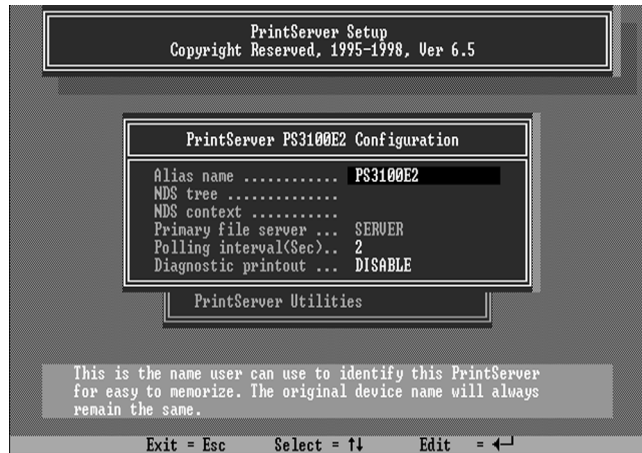 PrintServer Setup
Copyright Reserved, 1995-1998, Ver 6.5
PrintServer PS3100E2 Configuration
Alias name ............ PS3100E2
NDS tree ..............
NDS context ...........
Primary file server ... SERVER
Polling interval(Sec).. 2
Diagnostic printout ... DISABLE
PrintServer Utilities
This is the name user can use to identify this PrintServer
for easy to memorize. The original device name will always
remain the same.
Exit = Esc Select = ↑↓ Edit = ↵